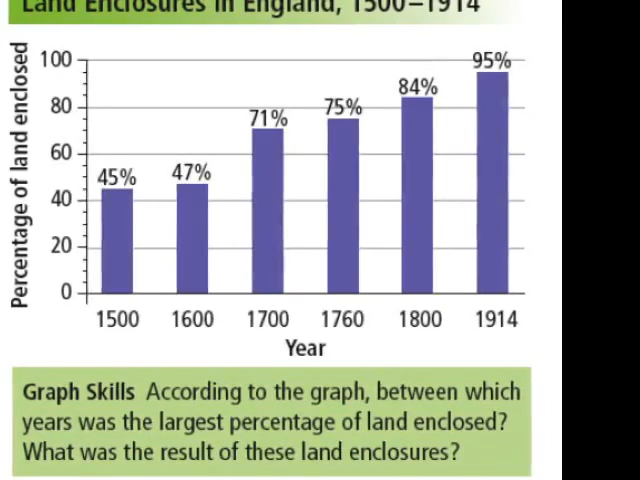 Land Enclosures in England, 1500–1914
Percentage of land enclosed
100
80
60
40
20
0
45%
47%
71%
75%
84%
95%
1500 1600 1700 1760 1800 1914
Year
Graph Skills According to the graph, between which
years was the largest percentage of land enclosed?
What was the result of these land enclosures?